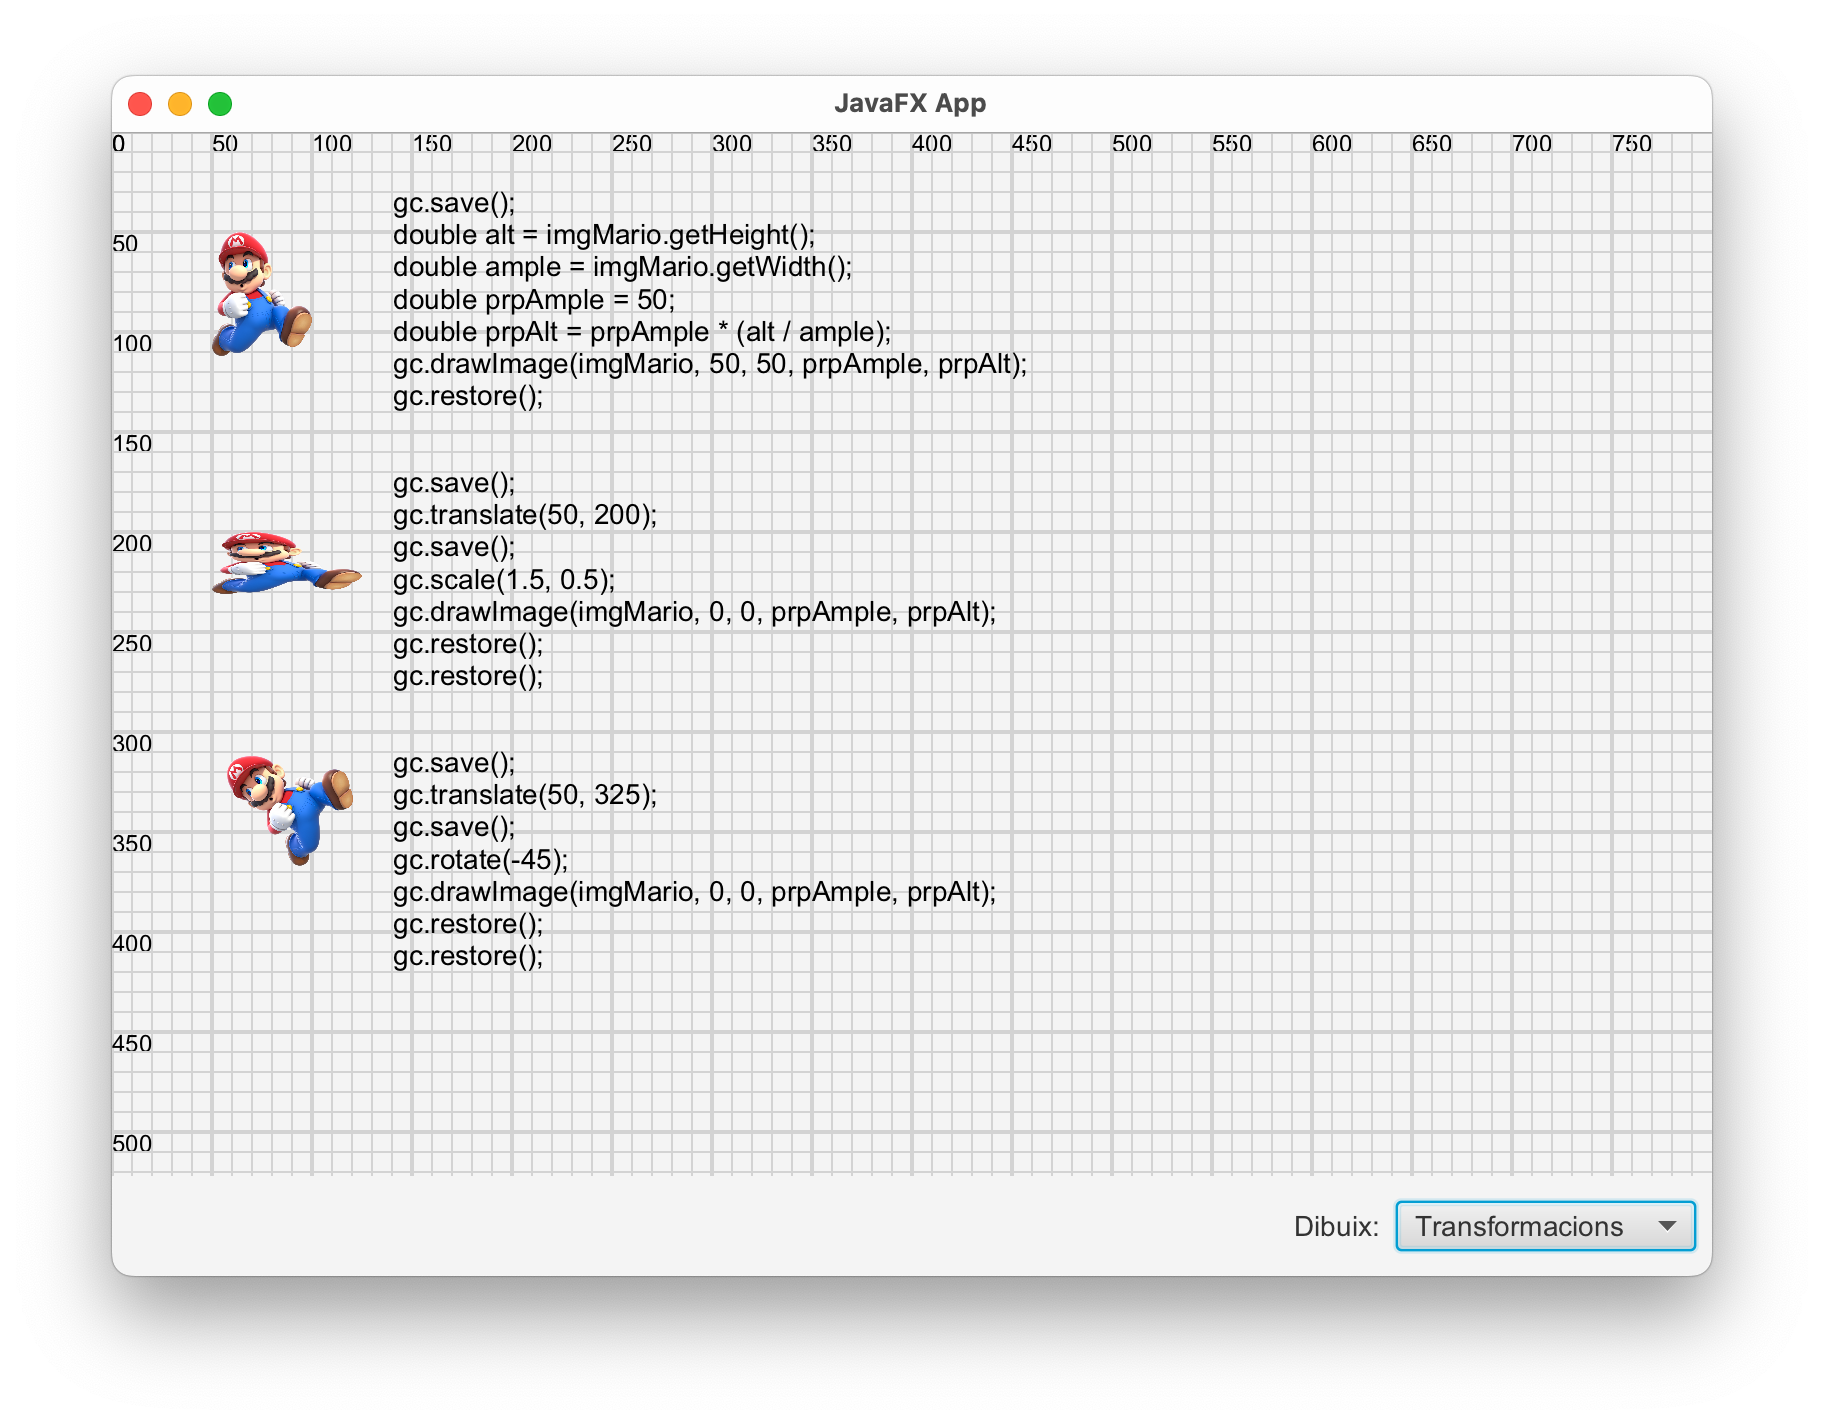 JavaFX App
0 50 100 150 200 250 300 350 400 450 500 550 600 650 700 750
gc.save();
50
double alt = imgMario.getHeight();
double ample = imgMario.getWidth();
double prpAmple = 50;
100
double prpAlt = prpAmple * (alt / ample);
gc.drawImage(imgMario, 50, 50, prpAmple, prpAlt);
gc.restore();
150
gc.save();
gc.translate(50, 200);
200
gc.save();
gc.scale(1.5, 0.5);
gc.drawImage(imgMario, 0, 0, prpAmple, prpAlt);
250
gc.restore();
gc.restore();
300
gc.save();
gc.translate(50, 325);
gc.save();
350
gc.rotate(-45);
gc.drawImage(imgMario, 0, 0, prpAmple, prpAlt);
gc.restore();
400
gc.restore();
450
500
Dibuix: Transformacions